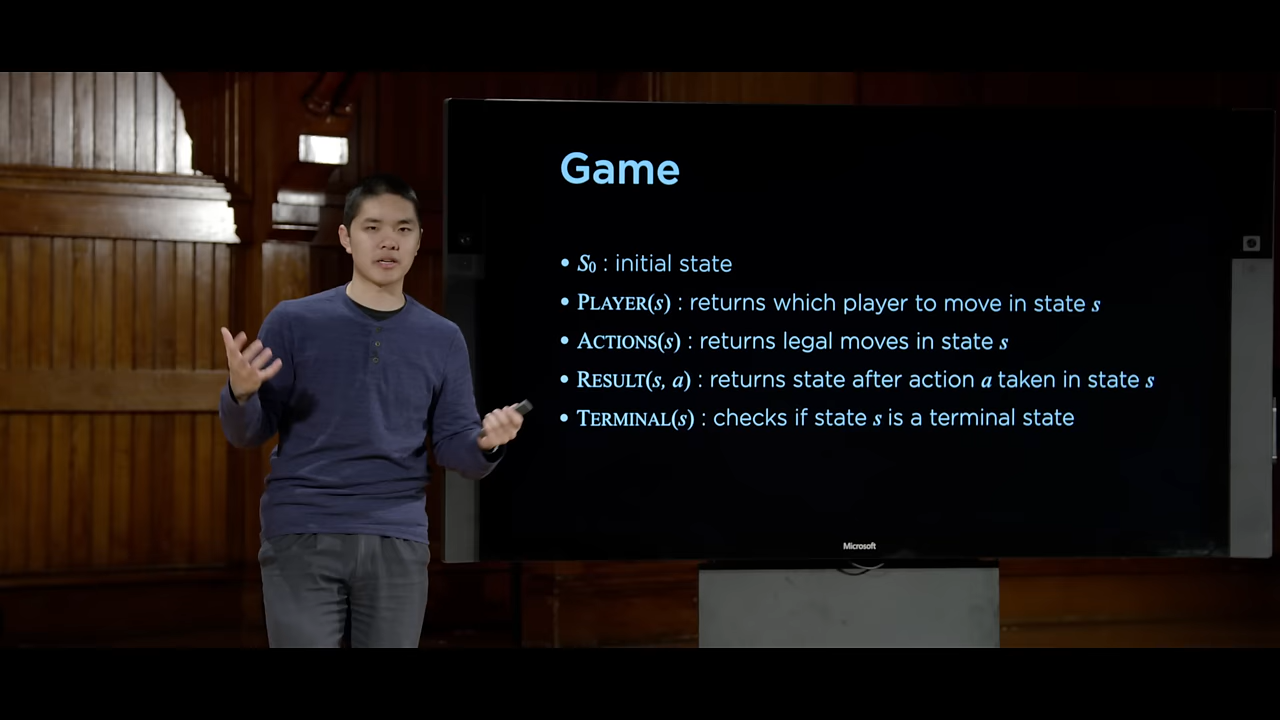 Game
• S₀ : initial state
• PLAYER(s) : returns which player to move in state s
• ACTIONS(s) : returns legal moves in state s
• RESULT(s, a) : returns state after action a taken in state s
• TERMINAL(s) : checks if state s is a terminal state
Microsoft